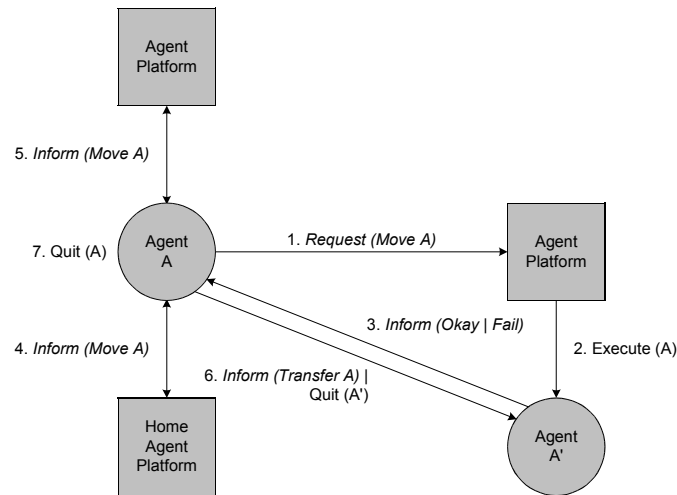 Agent
Platform
5. Inform (Move A)
7. Quit (A)
Agent
A
1. Request (Move A)
Agent
Platform
3. Inform (Okay | Fail)
2. Execute (A)
4. Inform (Move A)
6. Inform (Transfer A) |
Quit (A')
Home
Agent
Platform
Agent
A'